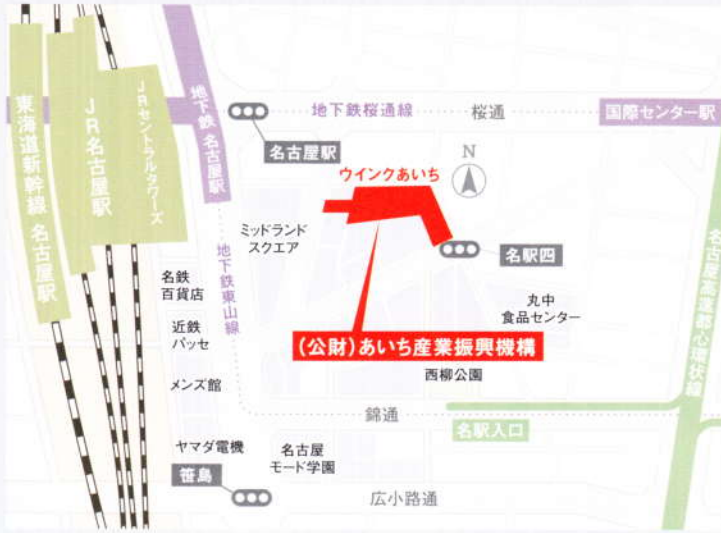 東海道新幹線 名古屋駅
JR名古屋駅
JRセントラルタワーズ
地下鉄 名古屋駅
地下鉄桜通線
桜通
国際センター駅
名古屋駅
N
ウインクあいち
ミッドランド
スクエア
名駅四
地下鉄東山線
名鉄
百貨店
丸中
食品センター
名古屋高速都心環状線
近鉄
パッセ
(公財)あいち産業振興機構
西柳公園
メンズ館
錦通
名駅入口
ヤマダ電機
名古屋
モード学園
笹島
広小路通